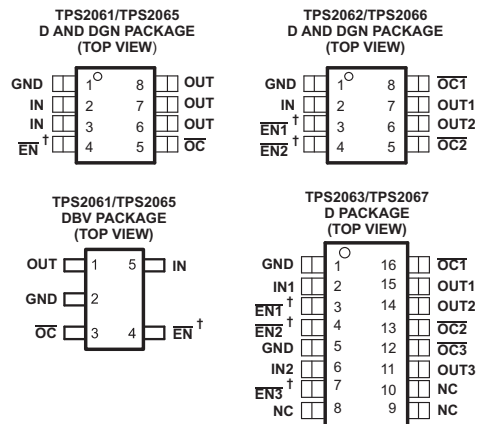 TPS2061/TPS2065
D AND DGN PACKAGE
(TOP VIEW)
GND 1 8 OUT
IN 2 7 OUT
IN 3 6 OUT
EN† 4 5 OC
TPS2062/TPS2066
D AND DGN PACKAGE
(TOP VIEW)
GND 1 8 OC1
IN 2 7 OUT1
EN1† 3 6 OUT2
EN2† 4 5 OC2
TPS2061/TPS2065
DBV PACKAGE
(TOP VIEW)
OUT 1 5 IN
GND 2
OC 3 4 EN†
TPS2063/TPS2067
D PACKAGE
(TOP VIEW)
GND 1 16 OC1
IN1 2 15 OUT1
EN1† 3 14 OUT2
EN2† 4 13 OC2
GND 5 12 OC3
IN2 6 11 OUT3
EN3† 7 10 NC
NC 8 9 NC